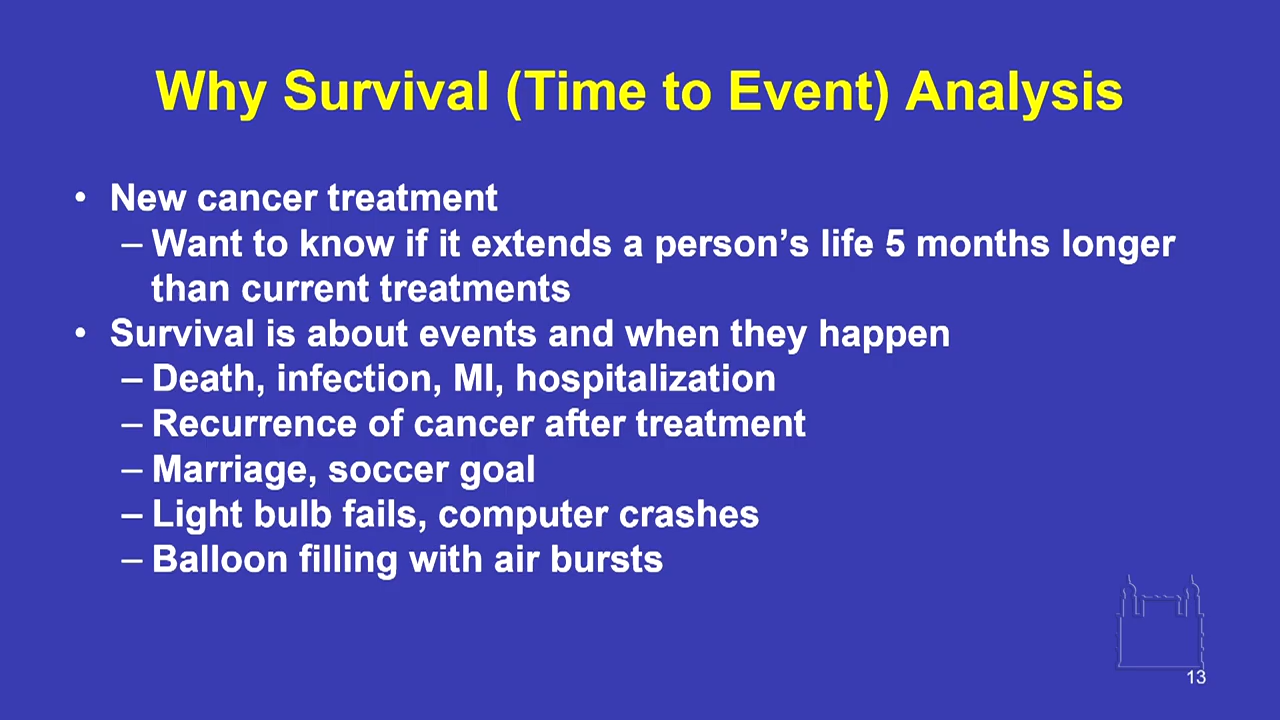 Why Survival (Time to Event) Analysis
• New cancer treatment
– Want to know if it extends a person’s life 5 months longer
than current treatments
• Survival is about events and when they happen
– Death, infection, MI, hospitalization
– Recurrence of cancer after treatment
– Marriage, soccer goal
– Light bulb fails, computer crashes
– Balloon filling with air bursts
13